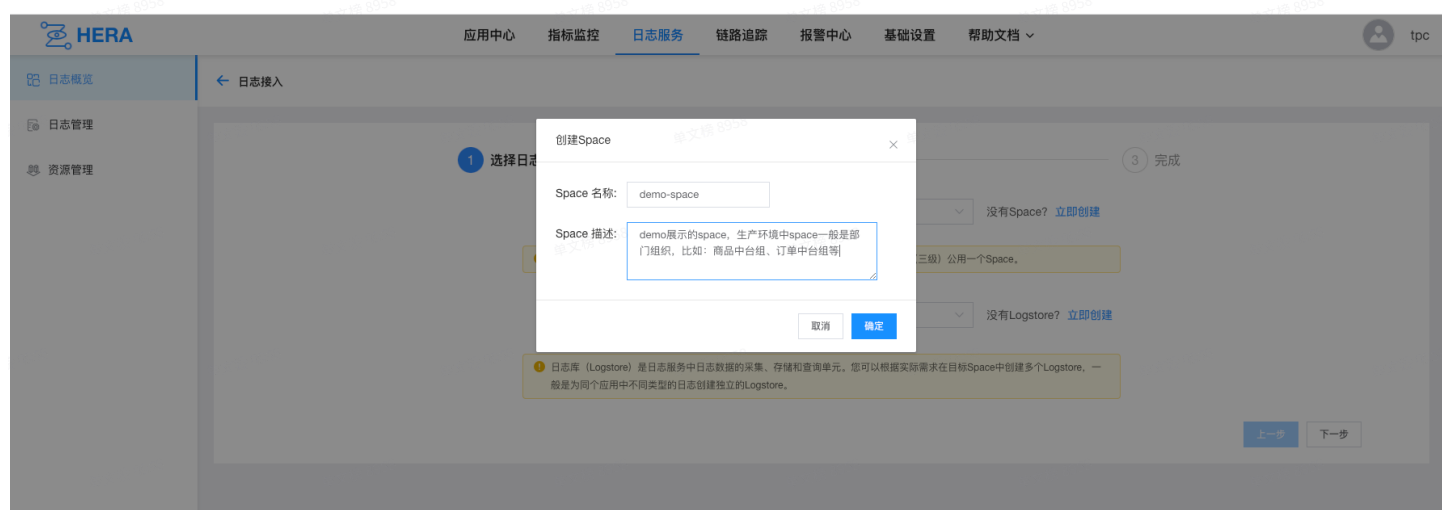 HERA
应用中心 指标监控 日志服务 链路追踪 报警中心 基础设置 帮助文档
tpc
日志概览
日志管理
资源管理
日志接入
1 选择日
3 完成
创建Space
Space 名称: demo-space
Space 描述: demo展示的space，生产环境中space一般是部
门组织，比如：商品中台组、订单中台组等
取消 确定
没有Space？ 立即创建
三级）公用一个Space。
没有Logstore？ 立即创建
日志库（Logstore）是日志服务中日志数据的采集、存储和查询单元，您可以根据实际需求在目标Space中创建多个Logstore，一
般是为同个应用中不同类型的日志创建独立的Logstore。
上一步 下一步